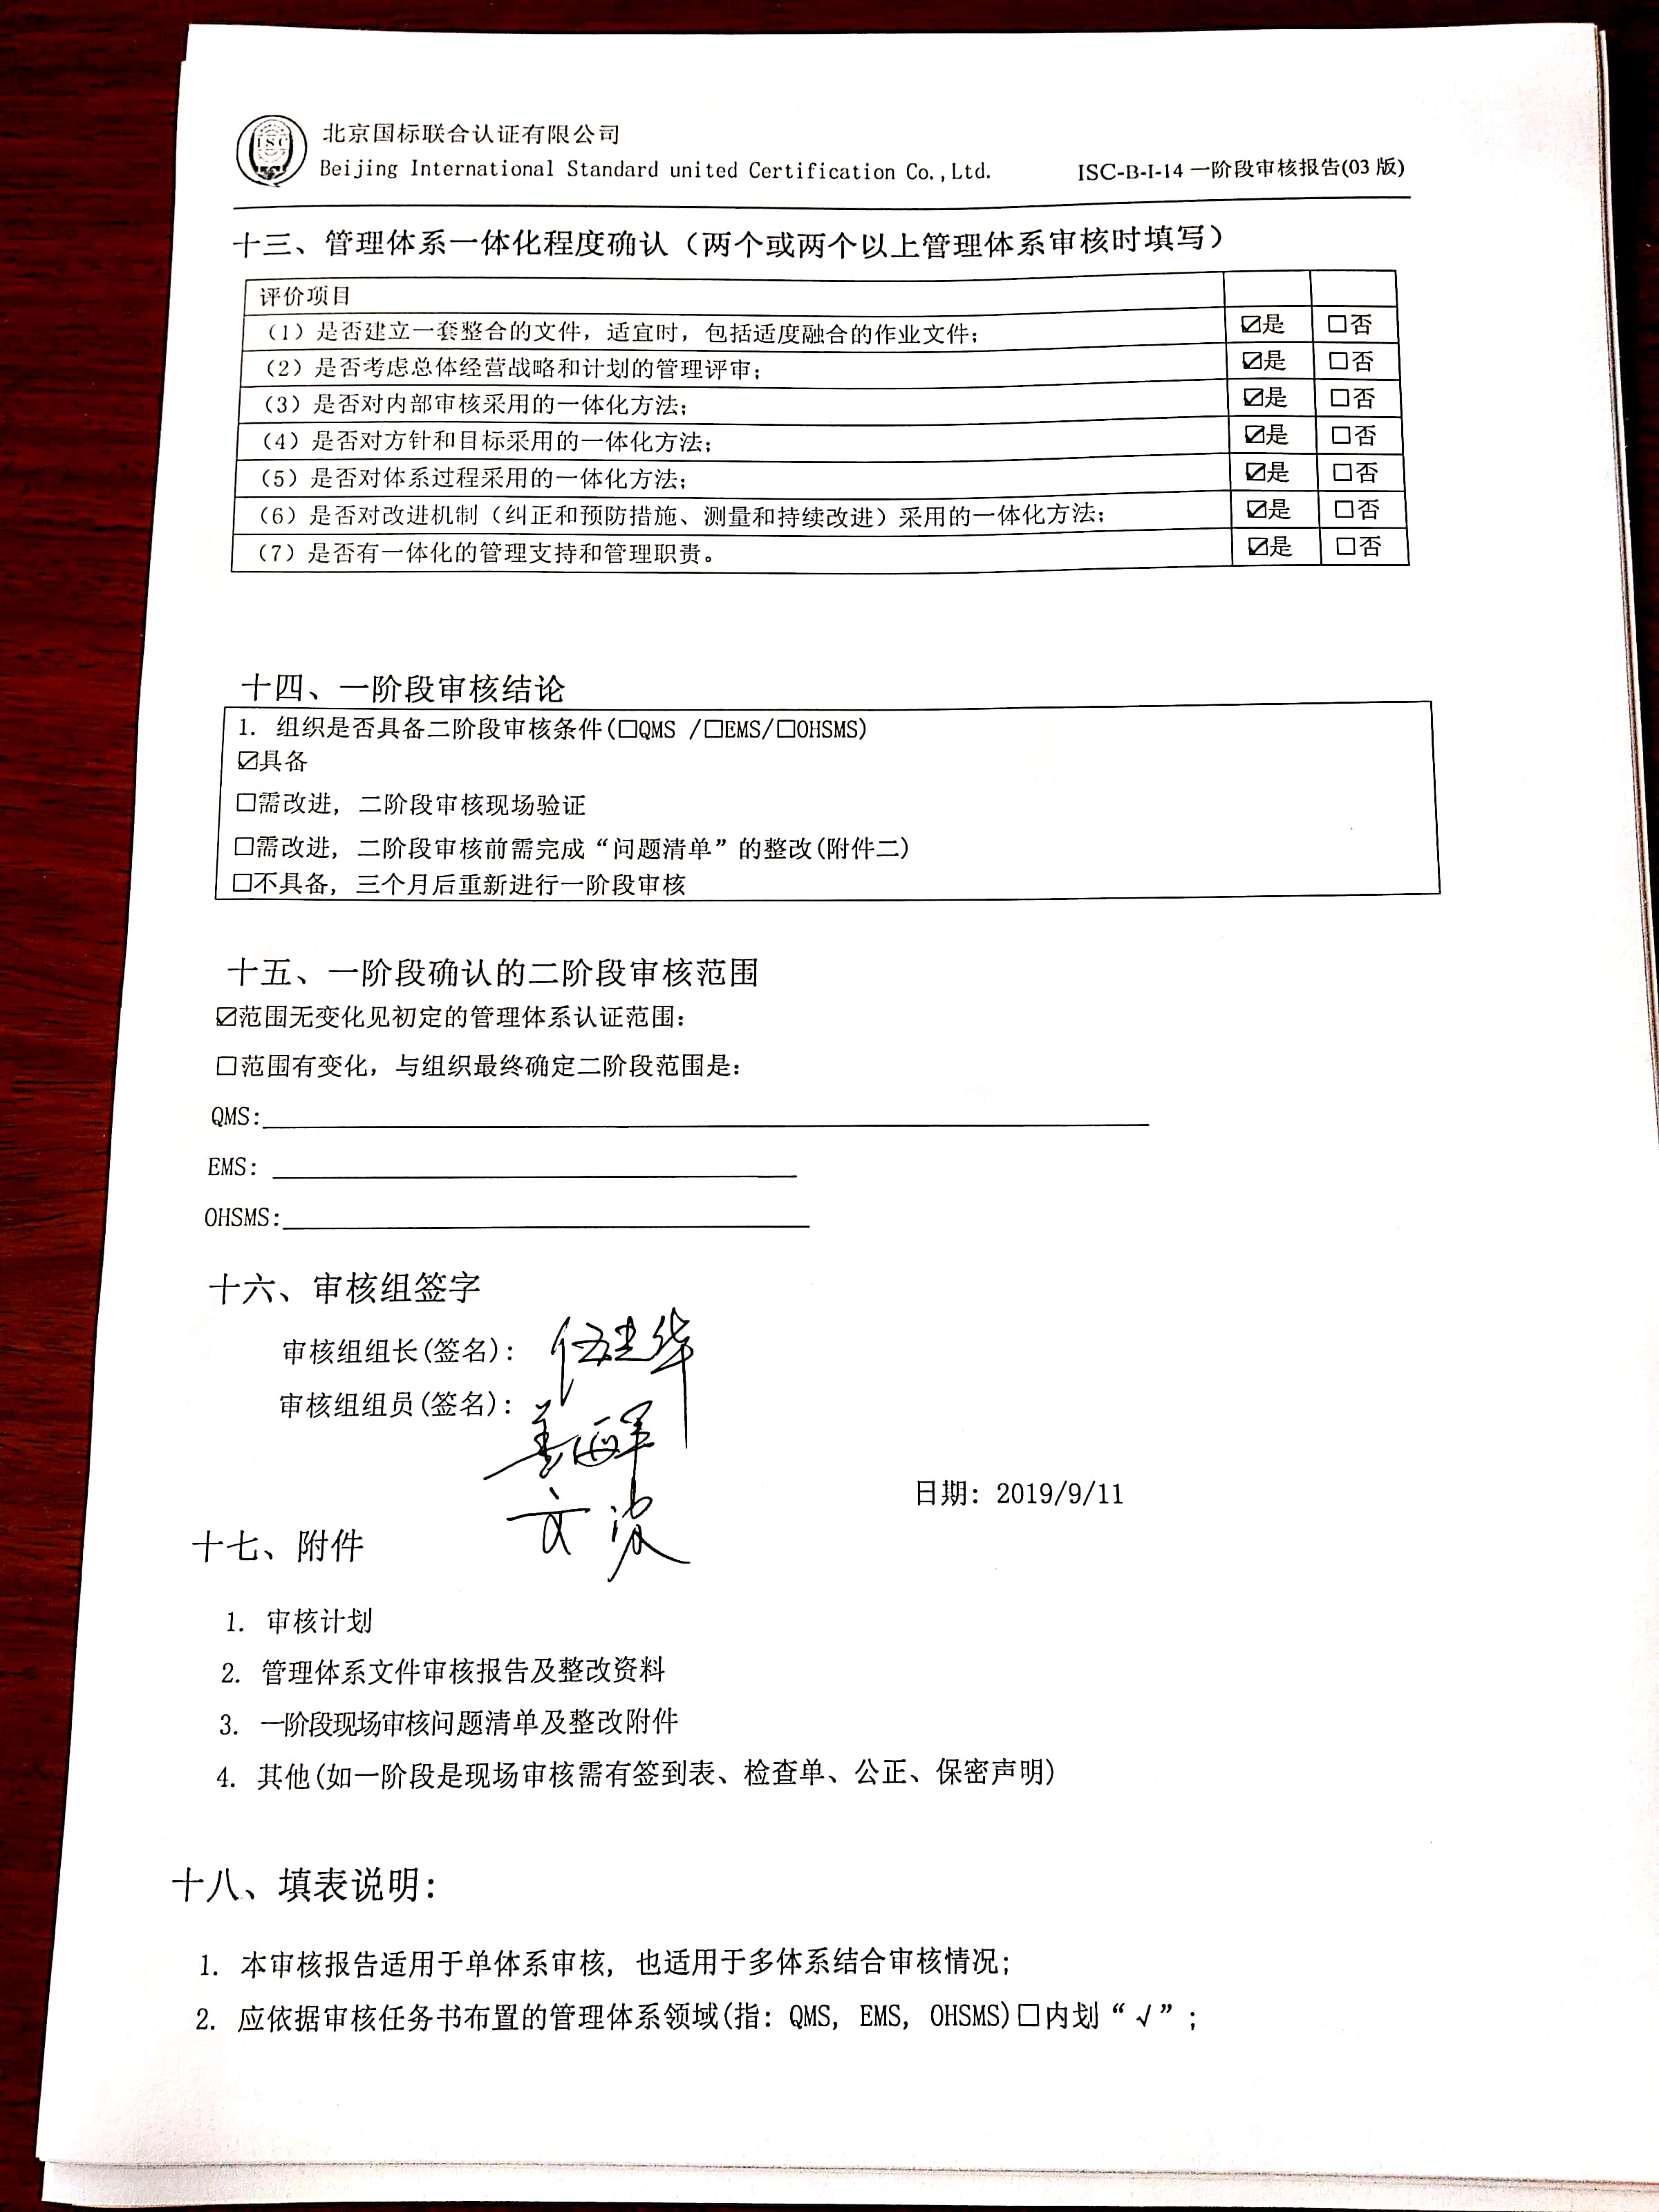 ISC
北京国标联合认证有限公司
Beijing International Standard united Certification Co.,Ltd.
ISC-B-I-14 一阶段审核报告(03 版)
十三、管理体系一体化程度确认（两个或两个以上管理体系审核时填写）
评价项目
（1）是否建立一套整合的文件，适宜时，包括适度融合的作业文件； ☑是 □否
（2）是否考虑总体经营战略和计划的管理评审； ☑是 □否
（3）是否对内部审核采用的一体化方法； ☑是 □否
（4）是否对方针和目标采用的一体化方法； ☑是 □否
（5）是否对体系过程采用的一体化方法； ☑是 □否
（6）是否对改进机制（纠正和预防措施、测量和持续改进）采用的一体化方法； ☑是 □否
（7）是否有一体化的管理支持和管理职责。 ☑是 □否
十四、一阶段审核结论
1. 组织是否具备二阶段审核条件(□QMS /□EMS/□OHSMS)
☑具备
□需改进, 二阶段审核现场验证
□需改进, 二阶段审核前需完成“问题清单”的整改(附件二)
□不具备, 三个月后重新进行一阶段审核
十五、一阶段确认的二阶段审核范围
☑范围无变化见初定的管理体系认证范围：
□范围有变化，与组织最终确定二阶段范围是：
QMS:
EMS:
OHSMS:
十六、审核组签字
审核组组长(签名)： 伍光华
审核组组员(签名)： 姜海军
文波
日期: 2019/9/11
十七、附件
1. 审核计划
2. 管理体系文件审核报告及整改资料
3. 一阶段现场审核问题清单及整改附件
4. 其他(如一阶段是现场审核需有签到表、检查单、公正、保密声明)
十八、填表说明：
1. 本审核报告适用于单体系审核, 也适用于多体系结合审核情况；
2. 应依据审核任务书布置的管理体系领域(指: QMS, EMS, OHSMS)□内划“√”；